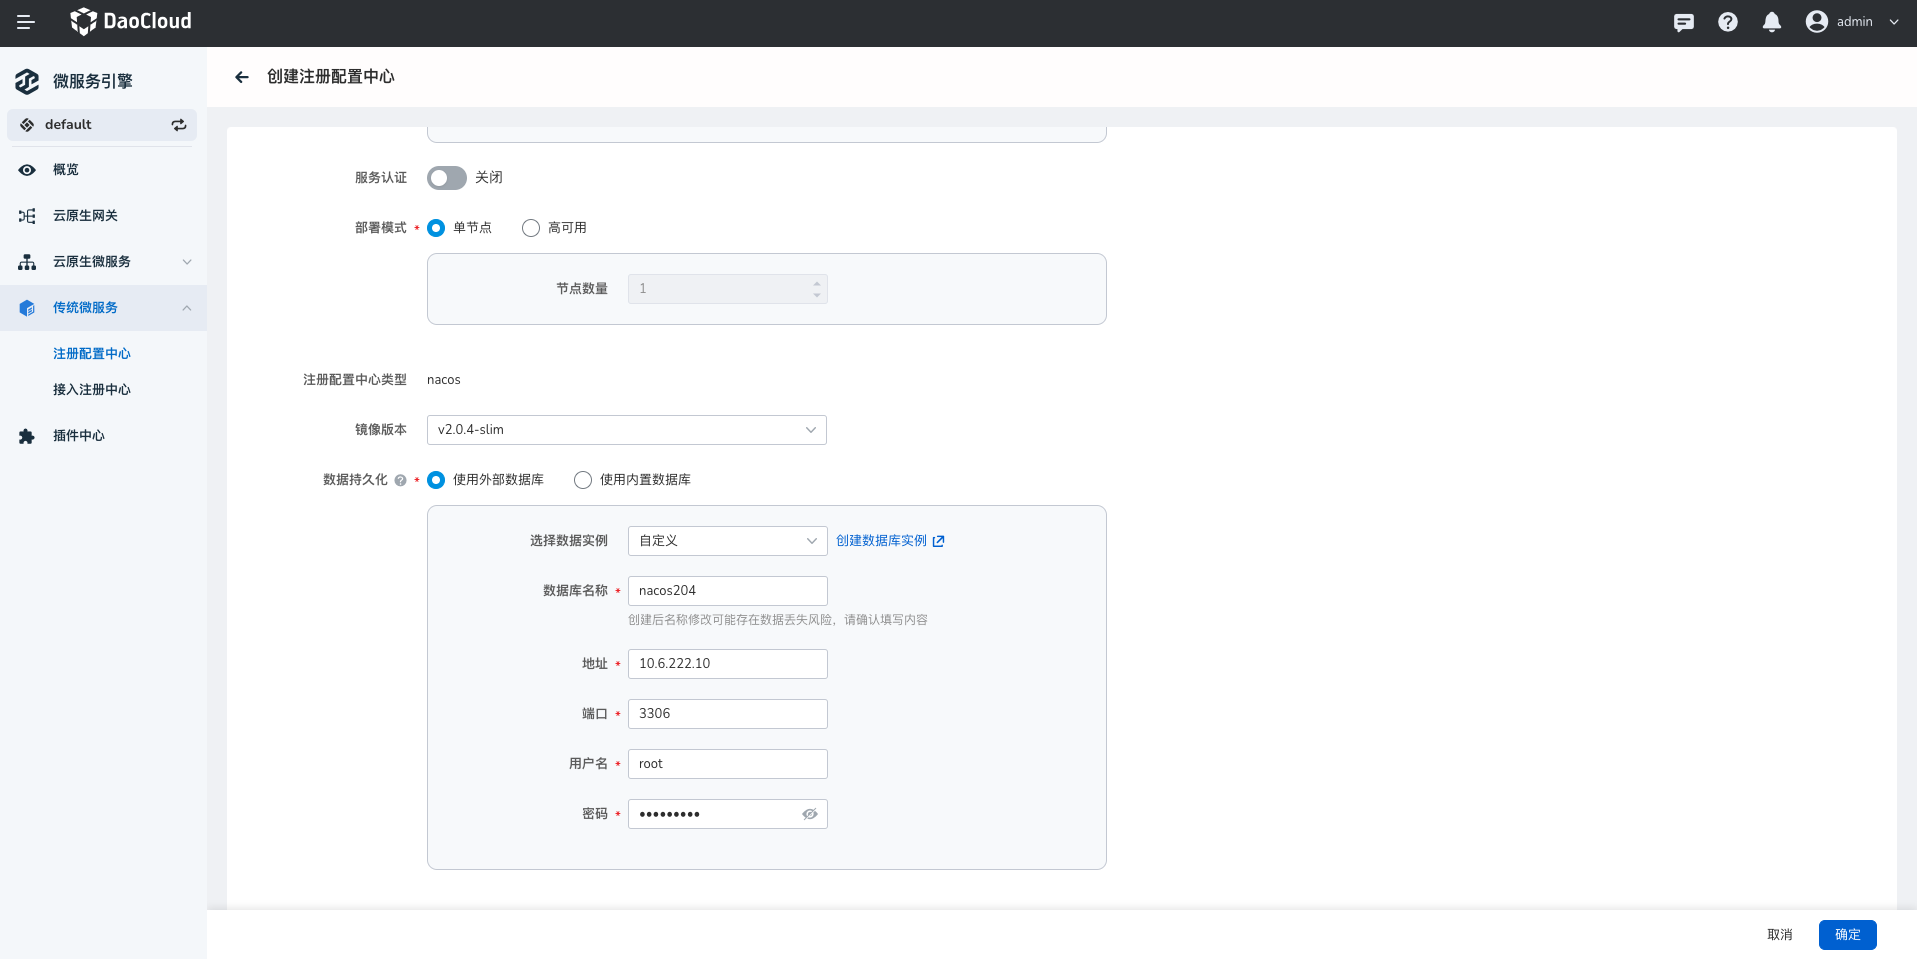 DaoCloud
admin
微服务引擎
default
概览
云原生网关
云原生微服务
传统微服务
注册配置中心
接入注册中心
插件中心
创建注册配置中心
服务认证 关闭
部署模式 * 单节点 高可用
节点数量 1
注册配置中心类型 nacos
镜像版本 v2.0.4-slim
数据持久化 ? * 使用外部数据库 使用内置数据库
选择数据实例 自定义 创建数据库实例
数据库名称 * nacos204
创建后名称修改可能存在数据丢失风险，请确认填写内容
地址 * 10.6.222.10
端口 * 3306
用户名 * root
密码 * •••••••••
取消 确定